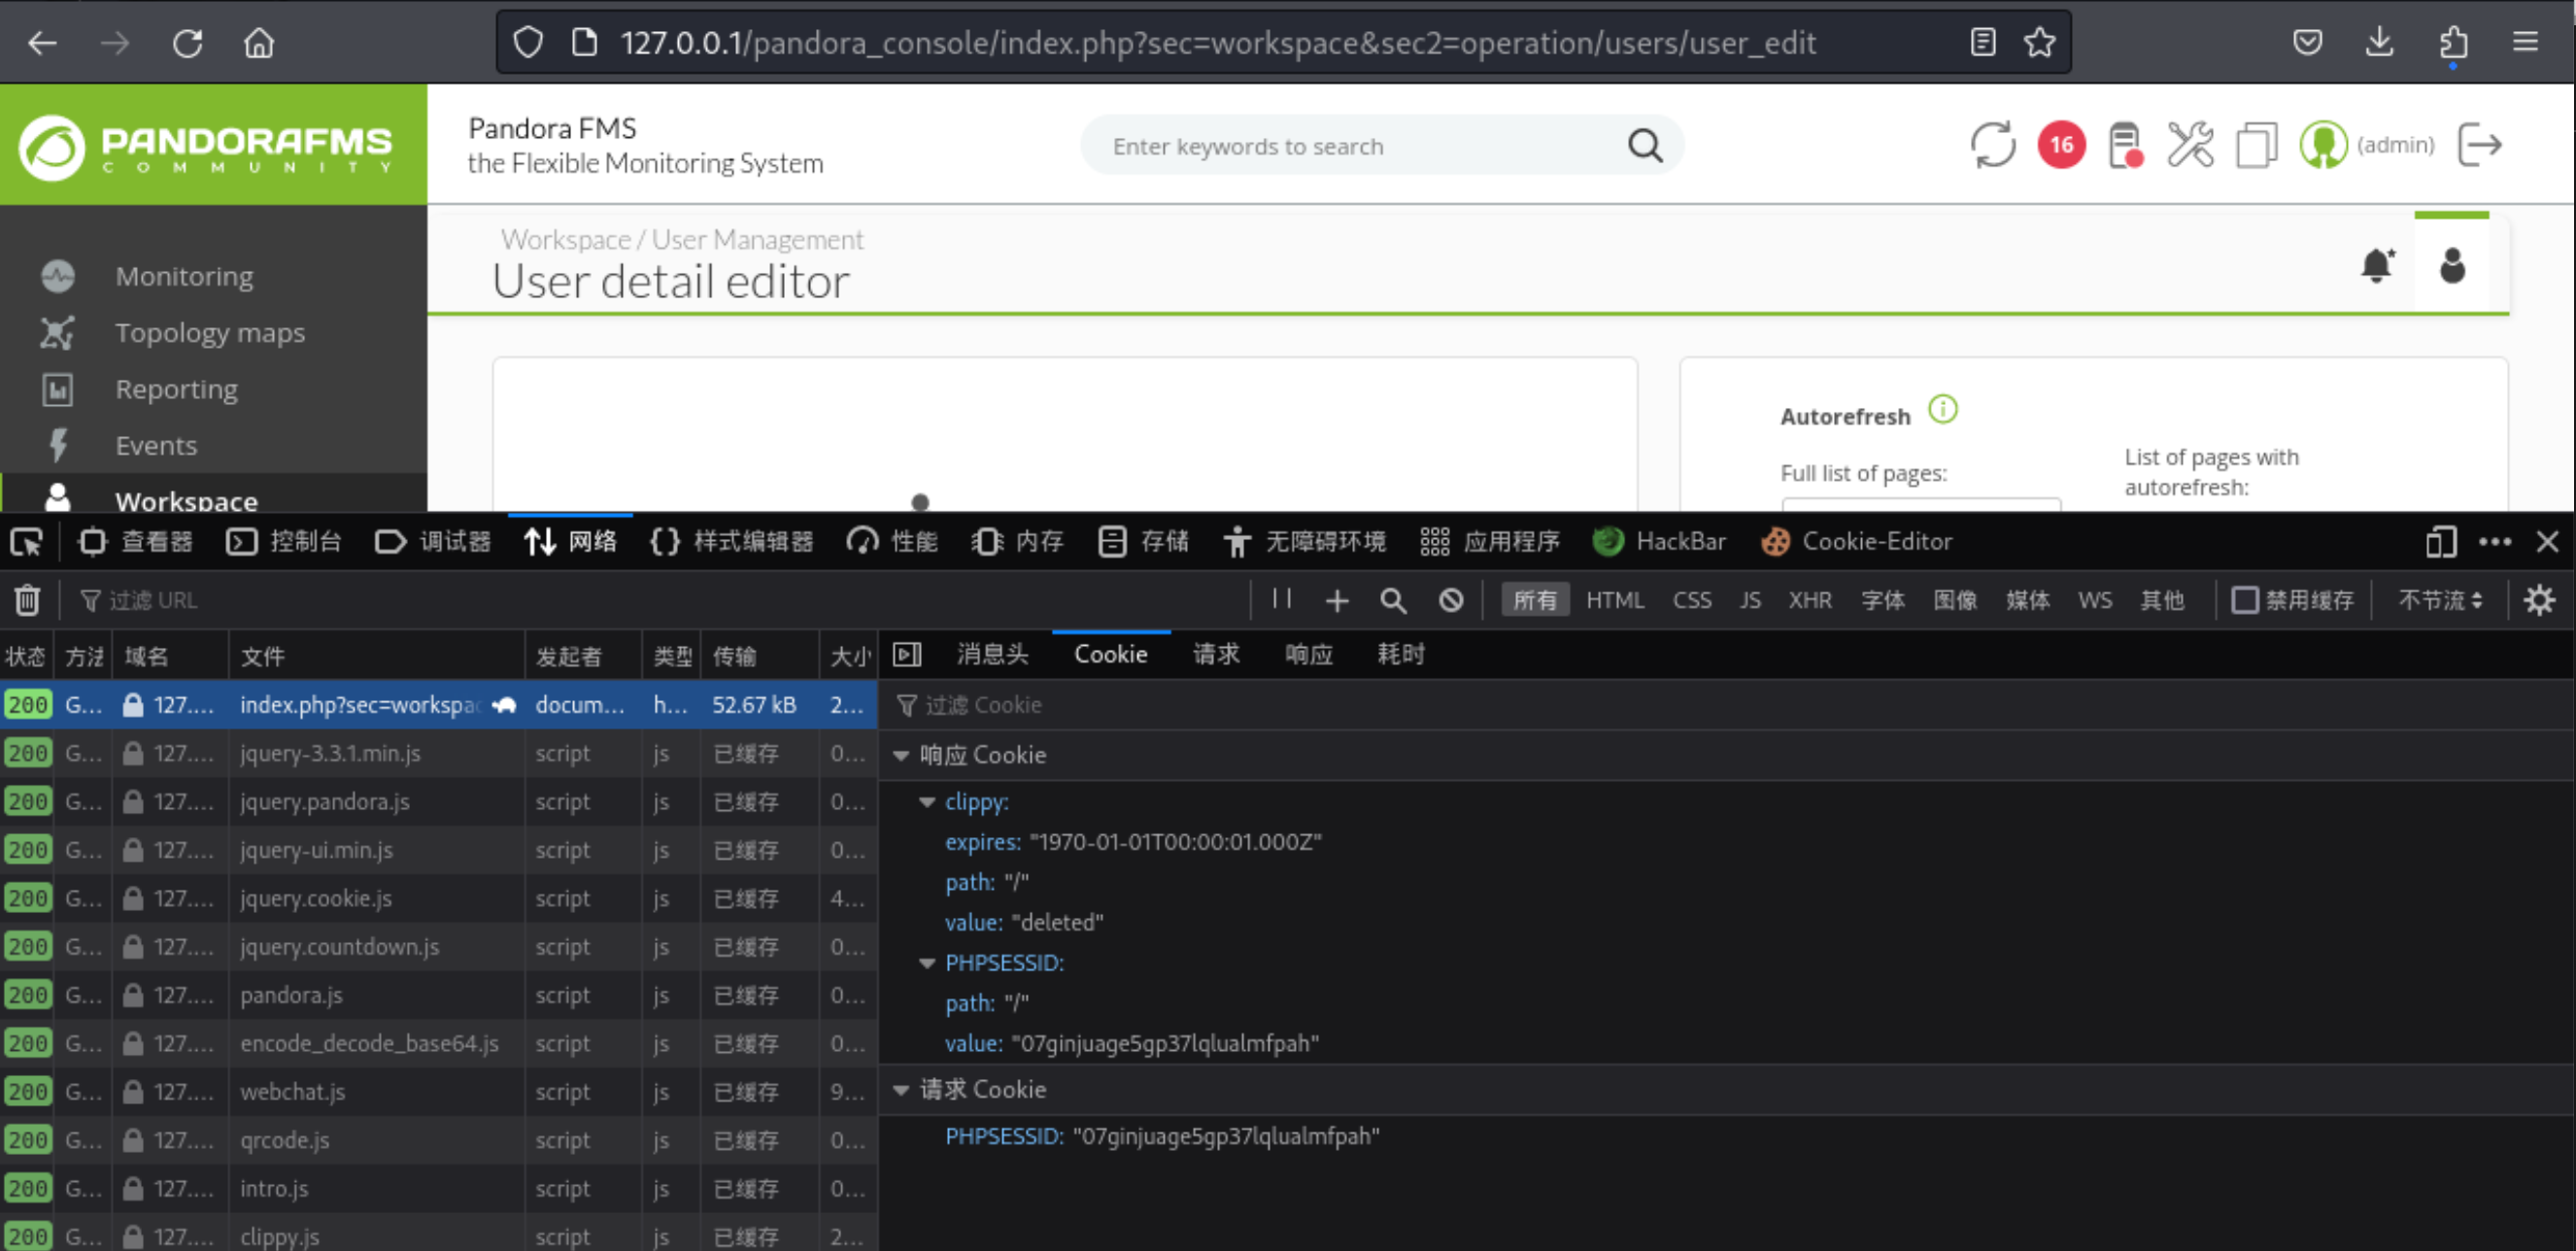 127.0.0.1/pandora_console/index.php?sec=workspace&sec2=operation/users/user_edit
PANDORAFMS
COMMUNITY
Pandora FMS
the Flexible Monitoring System
Enter keywords to search
16
(admin)
Monitoring
Topology maps
Reporting
Events
Workspace
Workspace / User Management
User detail editor
Autorefresh
Full list of pages:
List of pages with
autorefresh:
查看器 控制台 调试器 网络 {} 样式编辑器 性能 内存 存储 无障碍环境 应用程序 HackBar Cookie-Editor
过滤 URL
所有 HTML CSS JS XHR 字体 图像 媒体 WS 其他 禁用缓存 不节流
状态 方法 域名 文件 发起者 类型 传输 大小
200 G... 127.... index.php?sec=workspac docum... h... 52.67 kB 2...
200 G... 127.... jquery-3.3.1.min.js script js 已缓存 0...
200 G... 127.... jquery.pandora.js script js 已缓存 0...
200 G... 127.... jquery-ui.min.js script js 已缓存 0...
200 G... 127.... jquery.cookie.js script js 已缓存 4...
200 G... 127.... jquery.countdown.js script js 已缓存 0...
200 G... 127.... pandora.js script js 已缓存 0...
200 G... 127.... encode_decode_base64.js script js 已缓存 0...
200 G... 127.... webchat.js script js 已缓存 9...
200 G... 127.... qrcode.js script js 已缓存 0...
200 G... 127.... intro.js script js 已缓存 0...
200 G... 127.... clippy.js script js 已缓存 2...
消息头 Cookie 请求 响应 耗时
过滤 Cookie
响应 Cookie
clippy:
expires: "1970-01-01T00:00:01.000Z"
path: "/"
value: "deleted"
PHPSESSID:
path: "/"
value: "07ginjuage5gp37lqlualmfpah"
请求 Cookie
PHPSESSID: "07ginjuage5gp37lqlualmfpah"